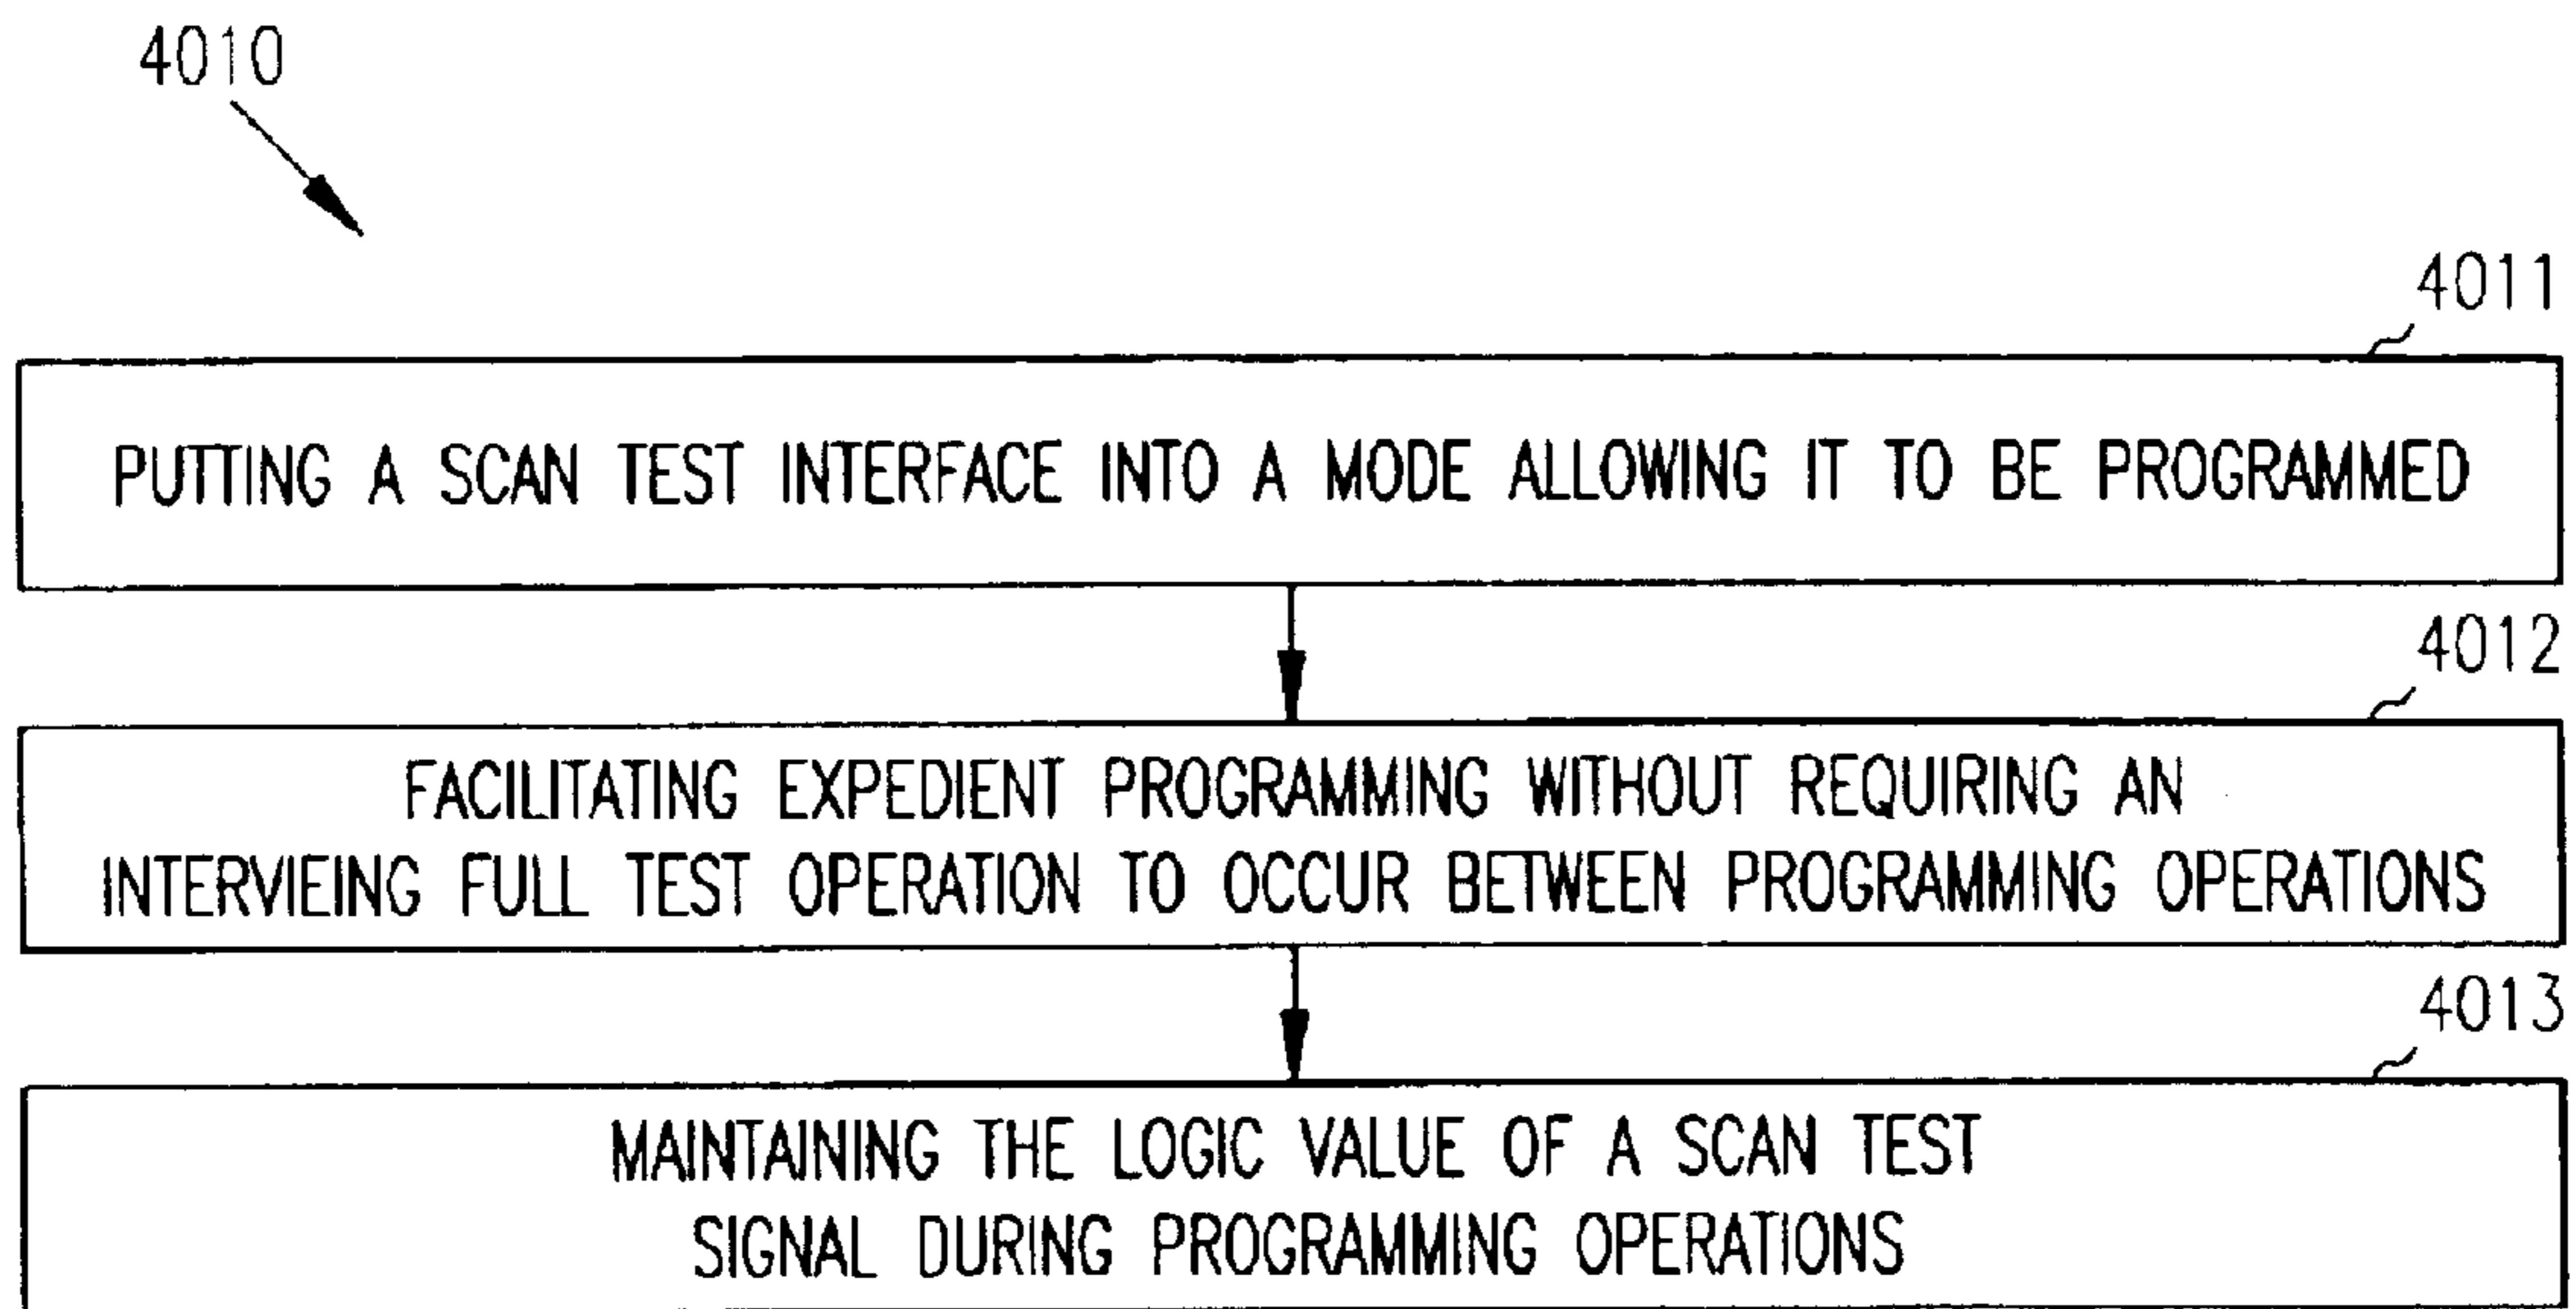 4010
4011
PUTTING A SCAN TEST INTERFACE INTO A MODE ALLOWING IT TO BE PROGRAMMED
4012
FACILITATING EXPEDIENT PROGRAMMING WITHOUT REQUIRING AN
INTERVIEING FULL TEST OPERATION TO OCCUR BETWEEN PROGRAMMING OPERATIONS
4013
MAINTAINING THE LOGIC VALUE OF A SCAN TEST
SIGNAL DURING PROGRAMMING OPERATIONS